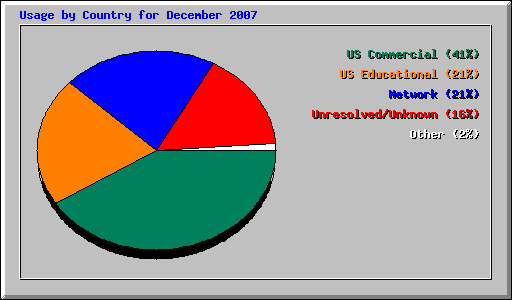 Usage by Country for December 2007
US Commercial (41%)
US Educational (21%)
Network (21%)
Unresolved/Unknown (16%)
Other (2%)